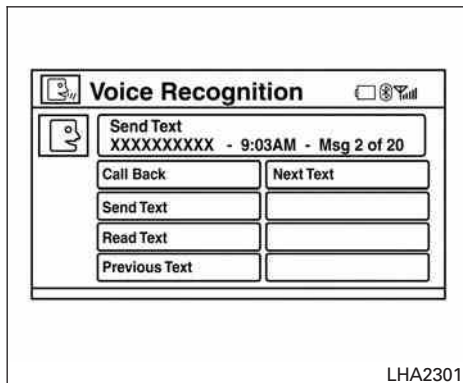 Voice Recognition
Send Text
XXXXXXXXXX - 9:03AM - Msg 2 of 20
Call Back
Next Text
Send Text
Read Text
Previous Text
LHA2301